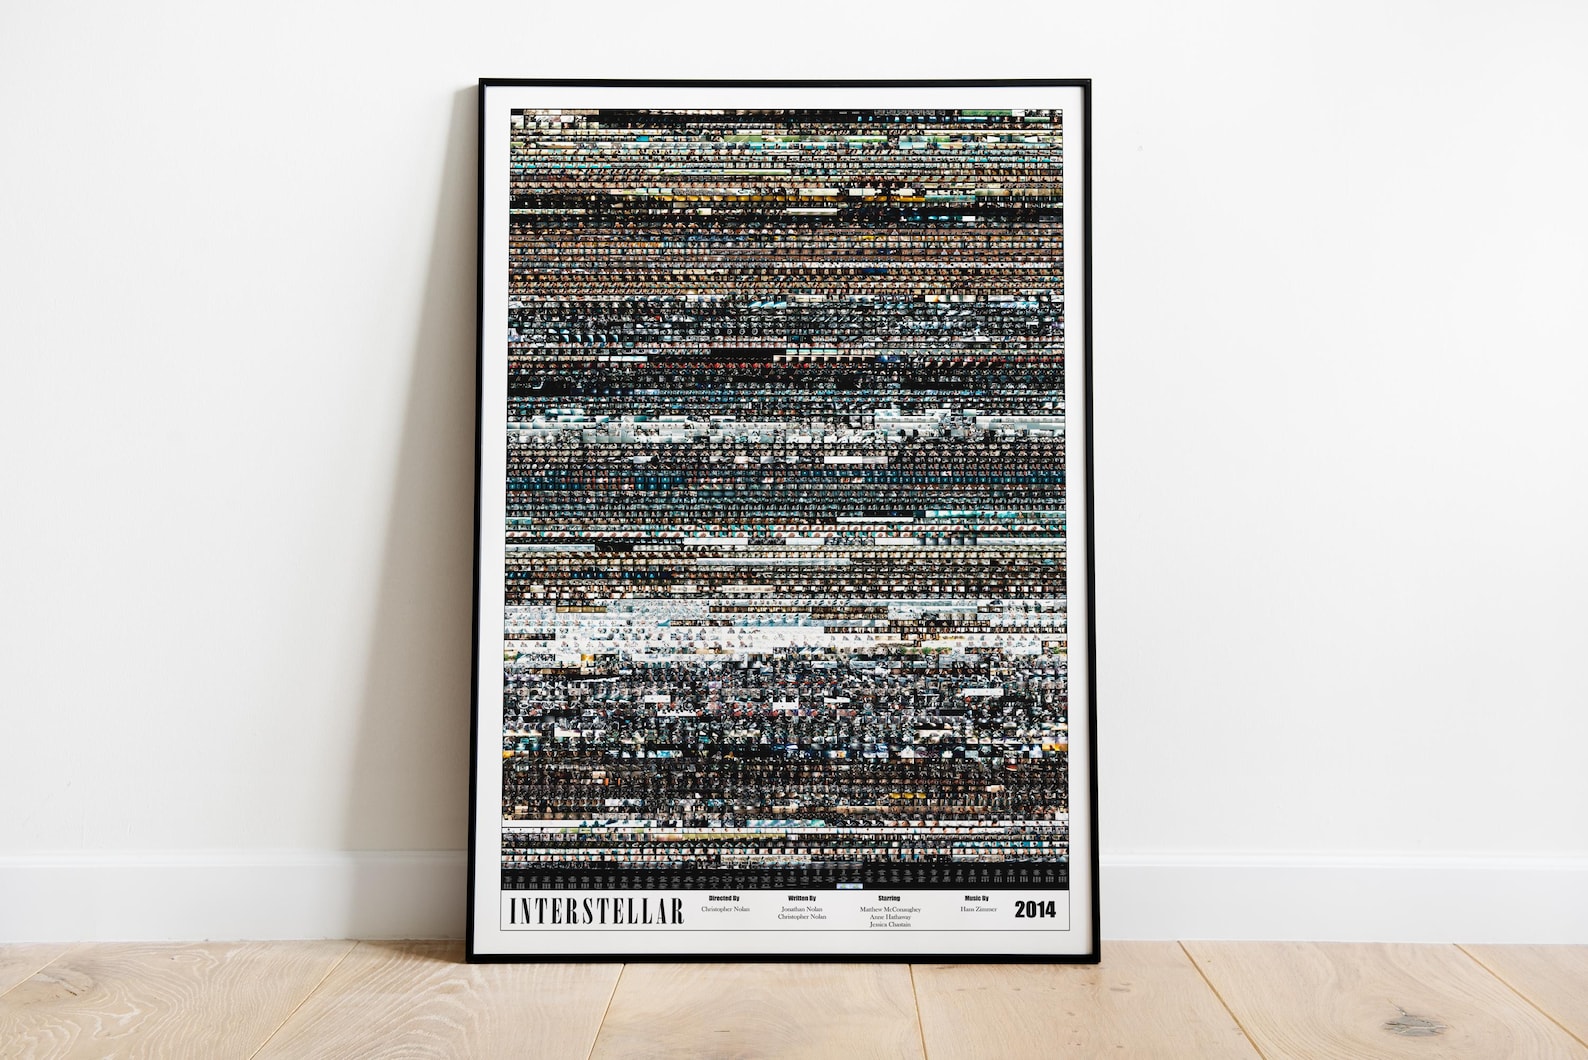 INTERSTELLAR
Directed By
Christopher Nolan
Written By
Jonathan Nolan
Christopher Nolan
Starring
Matthew McConaughey
Anne Hathaway
Jessica Chastain
Music By
Hans Zimmer
2014